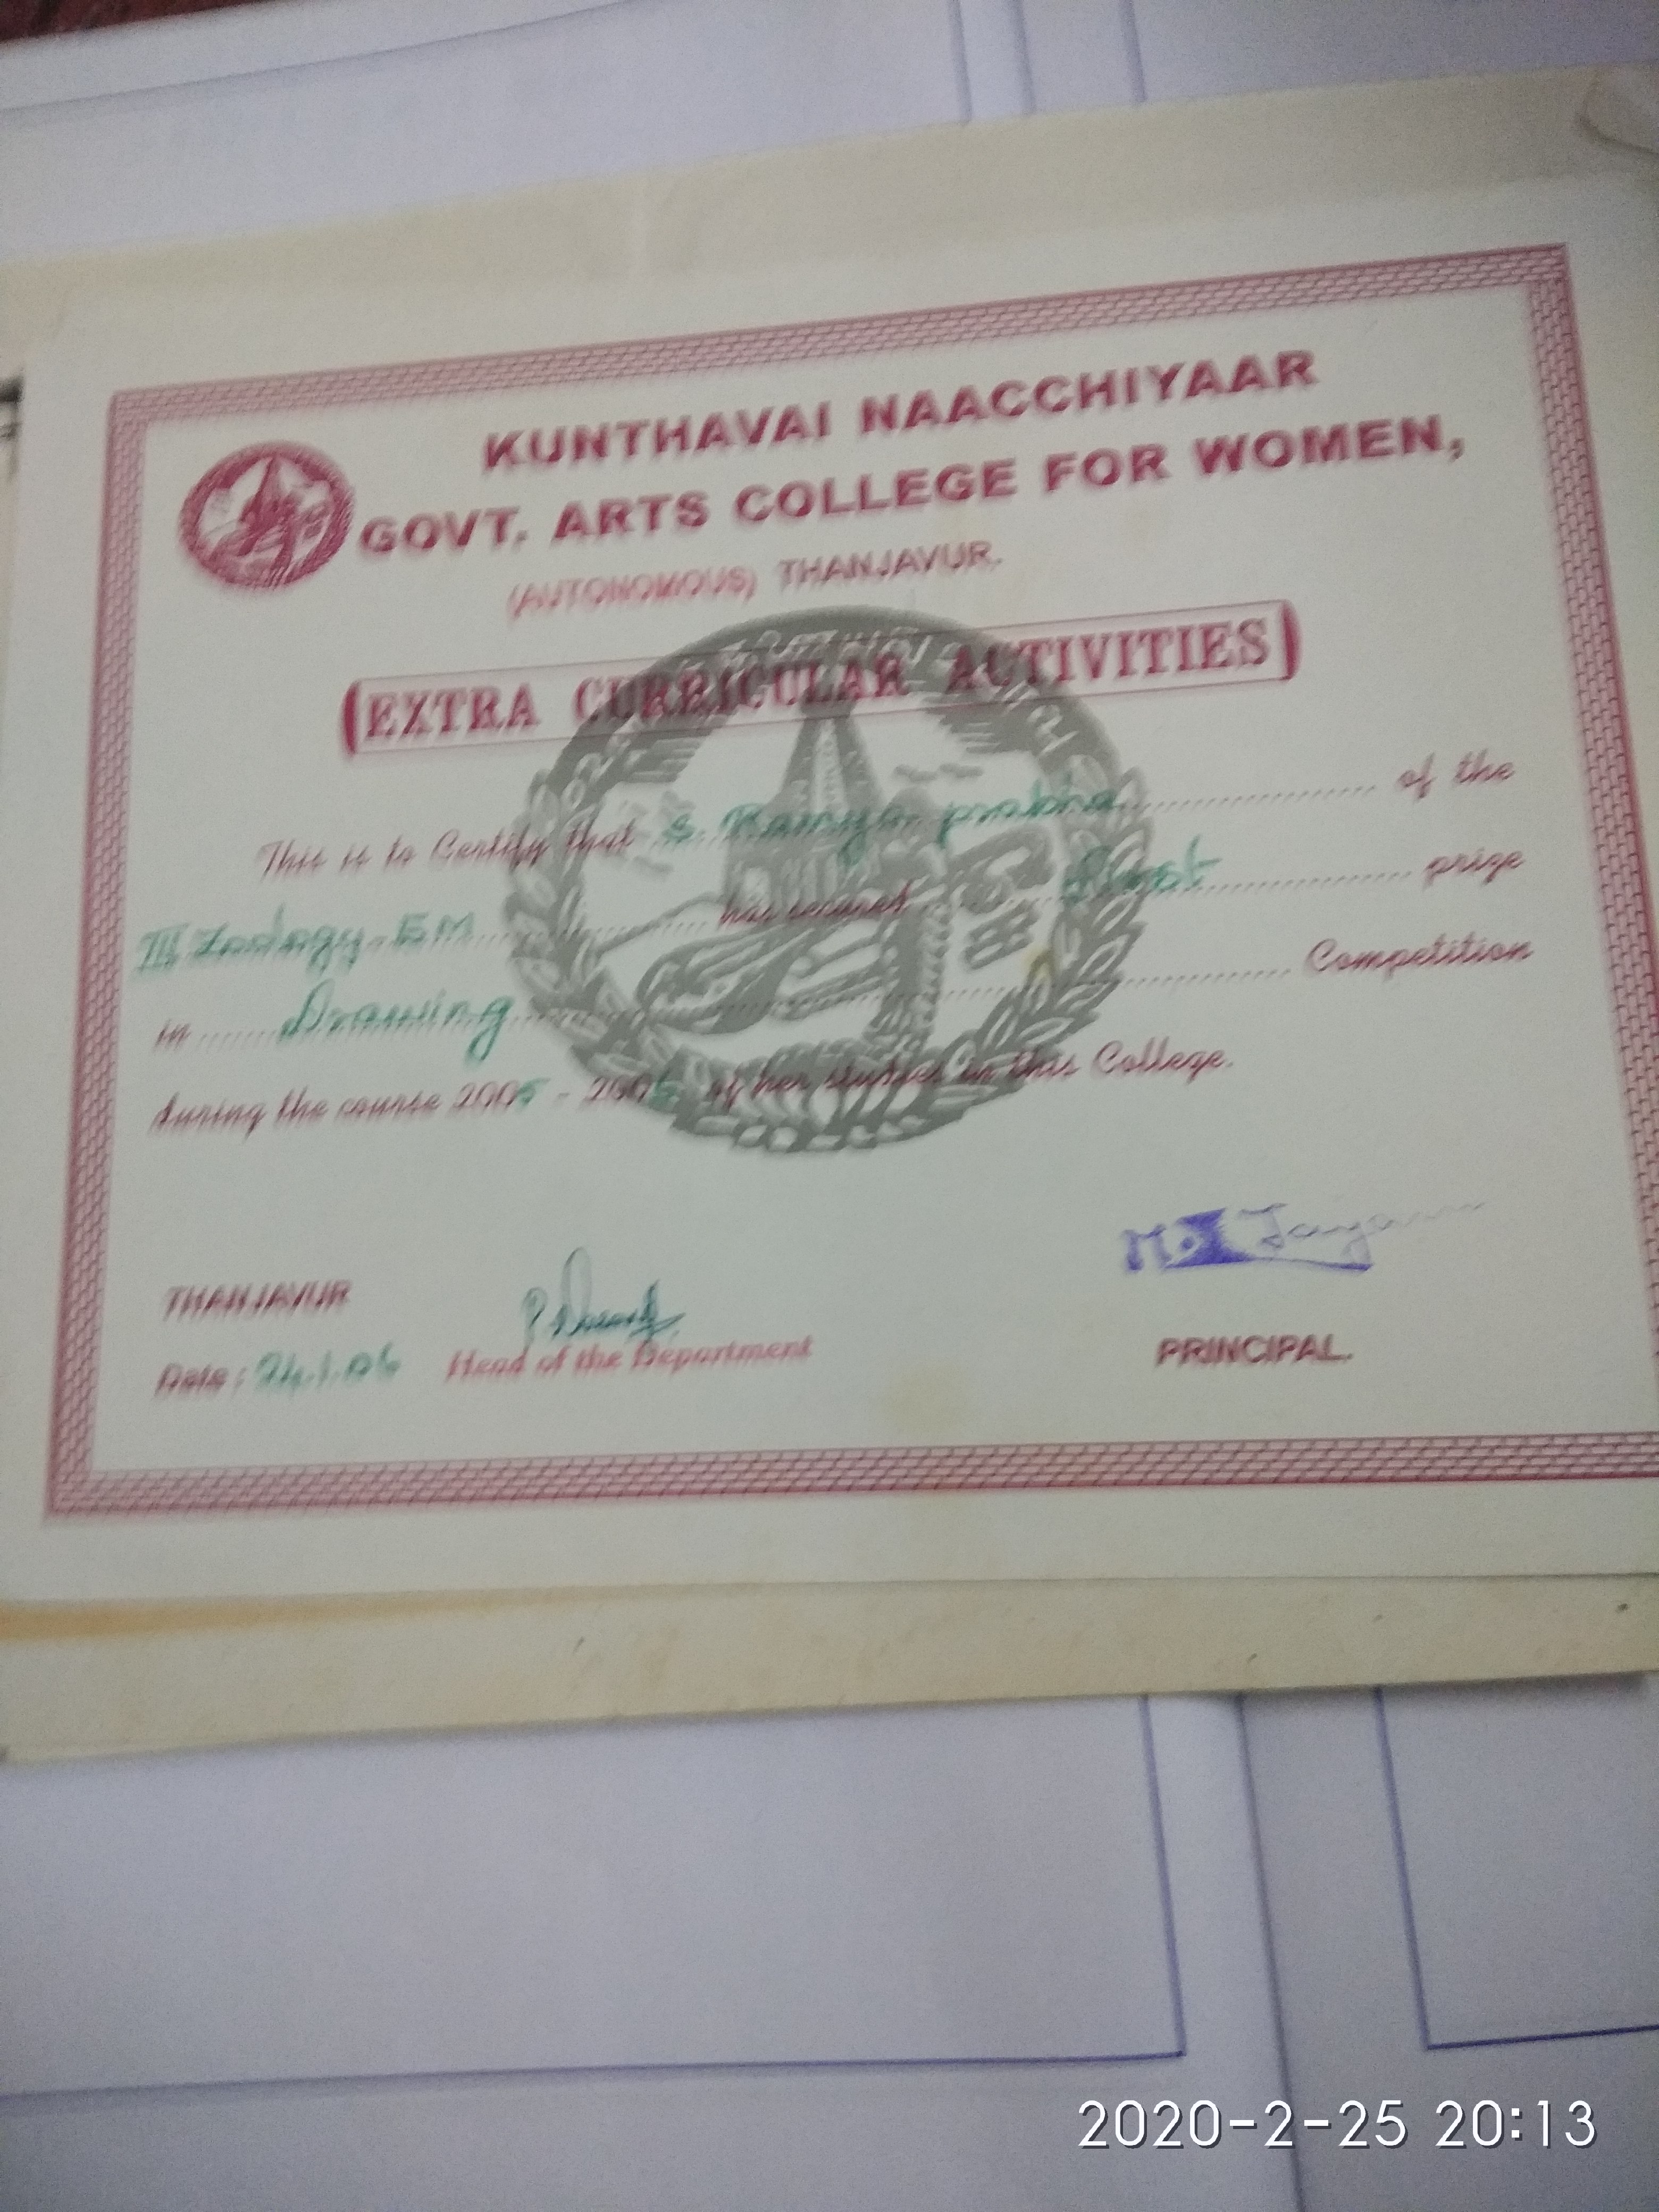 KUNTHAVAI NAACCHIYAAR
GOVT. ARTS COLLEGE FOR WOMEN,
(AUTONOMOUS) THANJAVUR.
EXTRA CURRICULAR ACTIVITIES
This is to Certify that S. Ramya prabha of the
III Zoology EM has secured First prize
in Drawing Competition
during the course 2005 - 2006 of her studies in this College.
THANJAVUR
Date: 24.1.06 Head of the Department PRINCIPAL.
2020-2-25 20:13